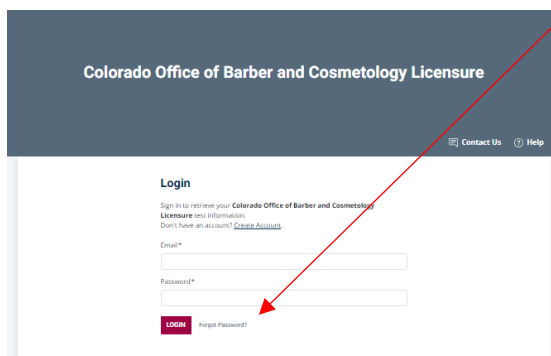 Colorado Office of Barber and Cosmetology Licensure
Contact Us Help
Login
Sign in to retrieve your Colorado Office of Barber and Cosmetology
Licensure test information.
Don't have an account? Create Account.
Email*
Password*
LOGIN Forgot Password?